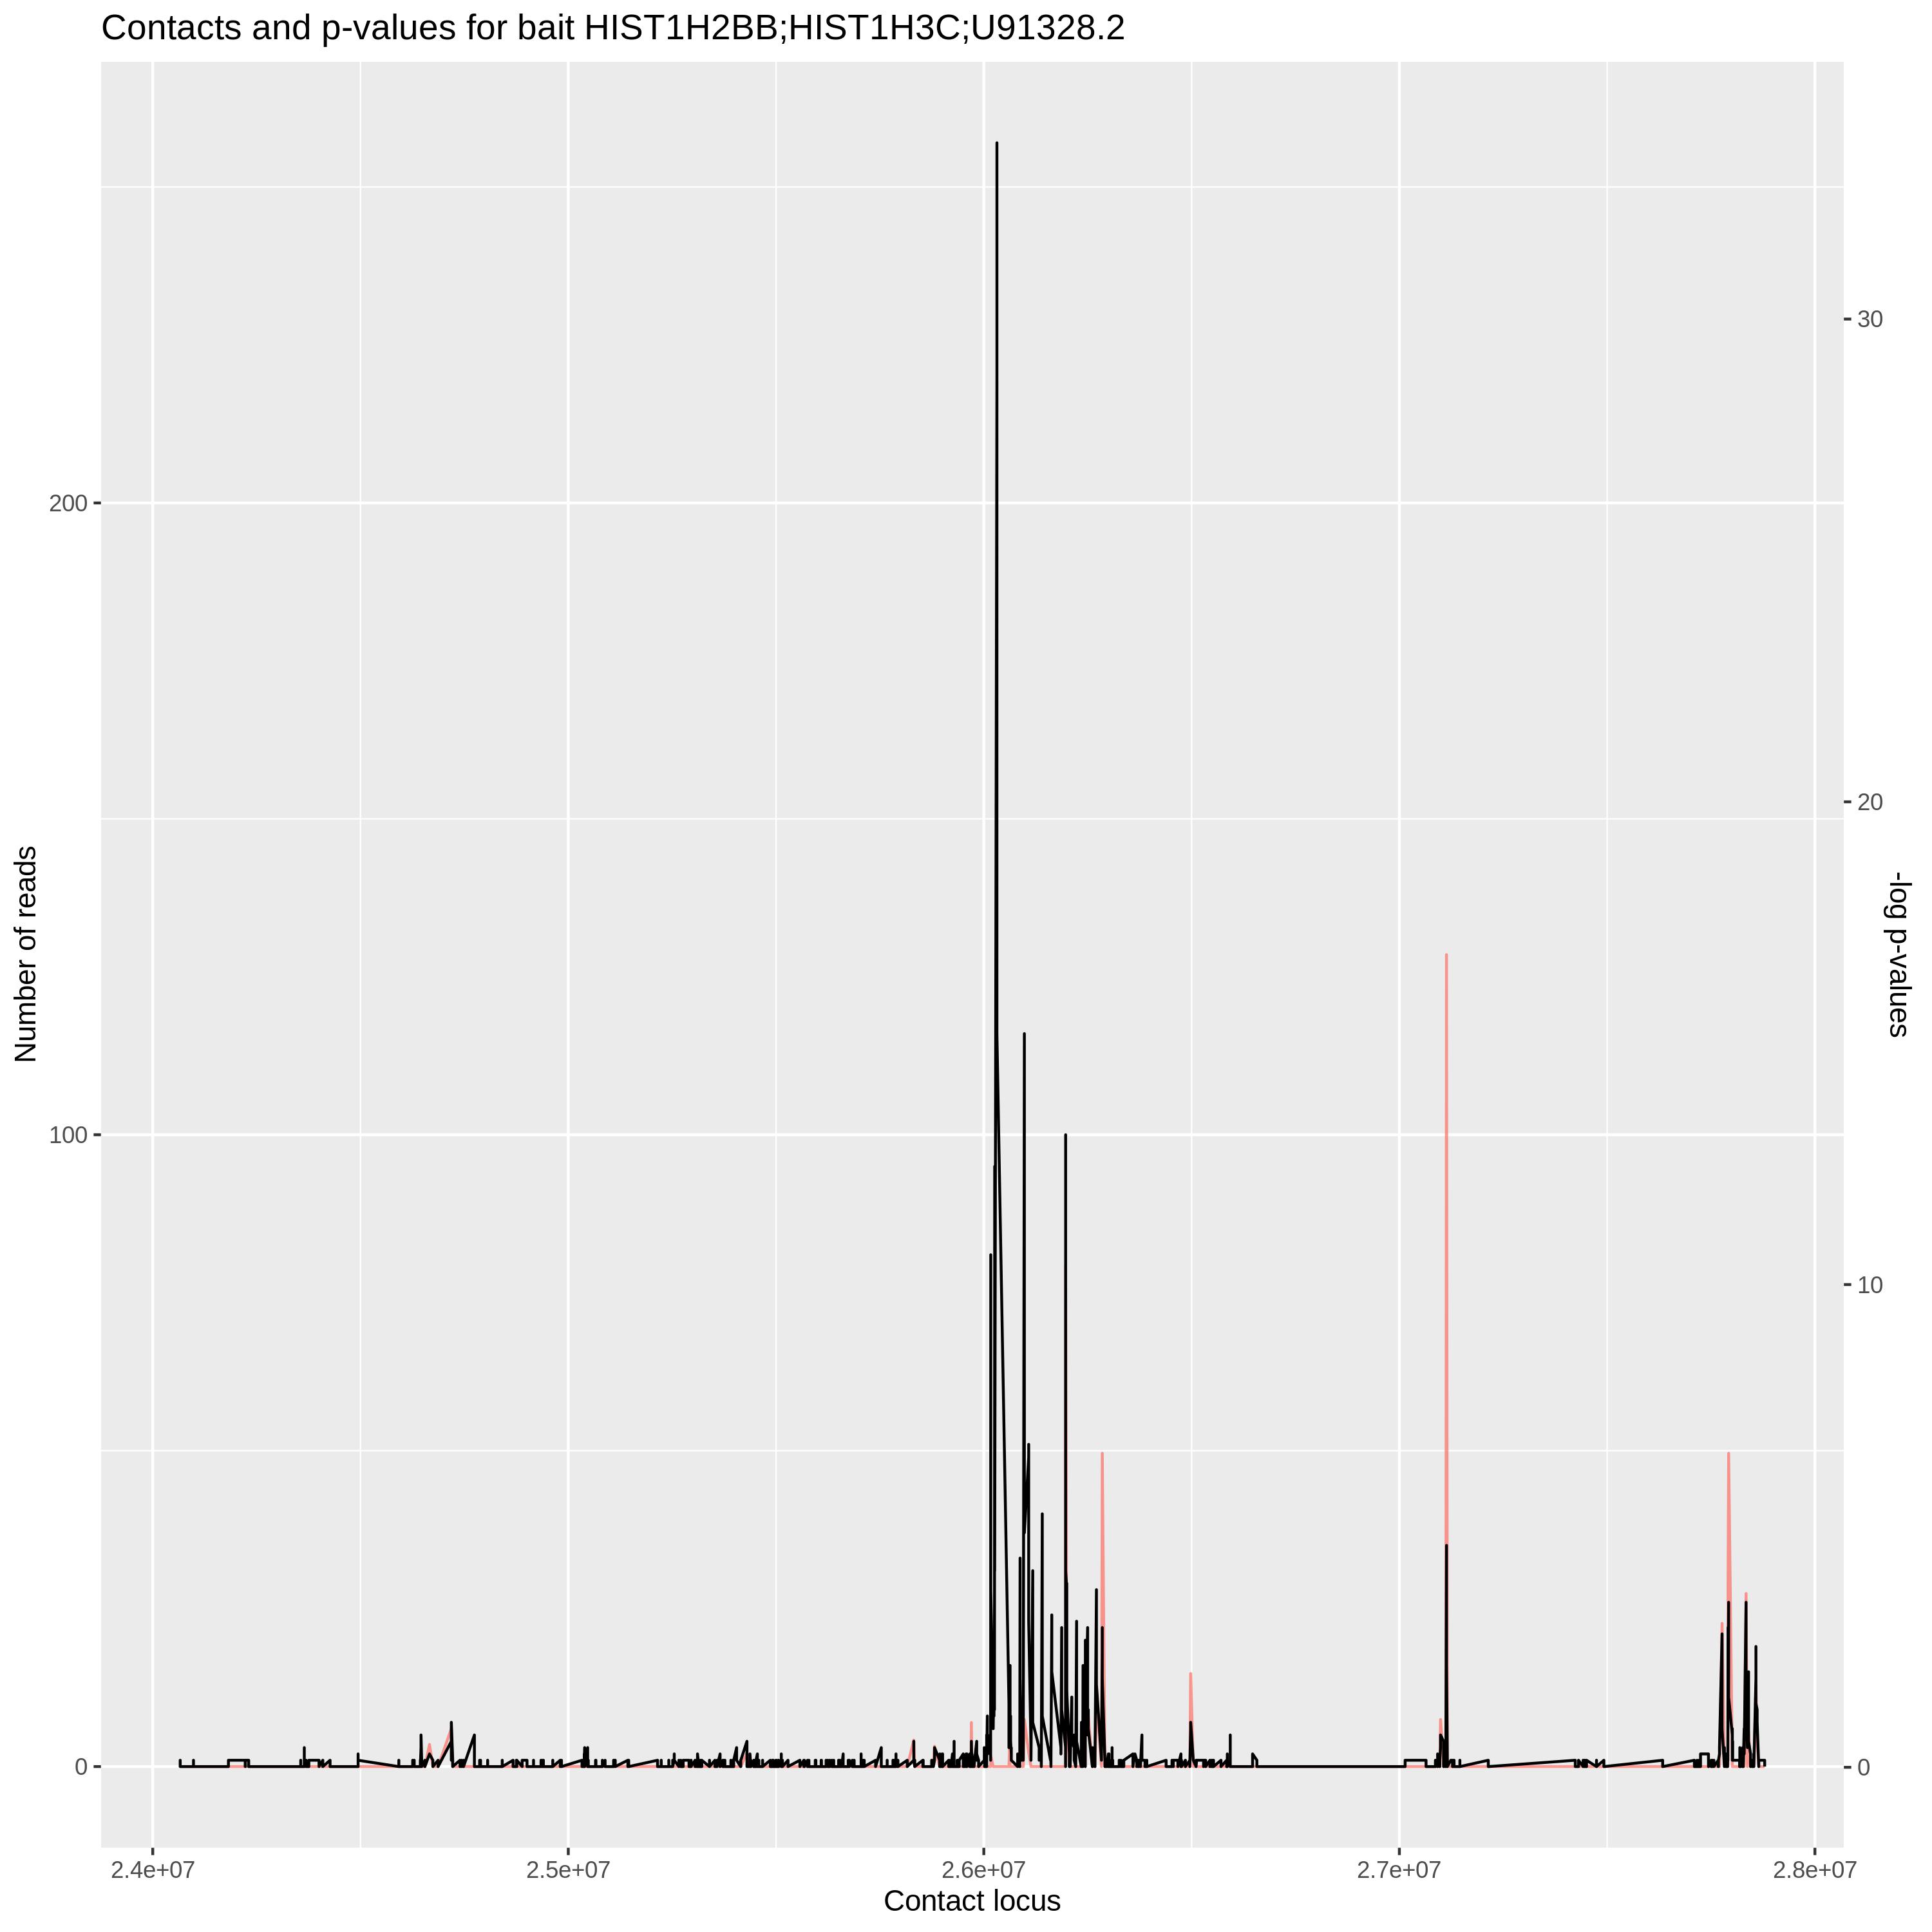 Contacts and p-values for bait HIST1H2BB;HIST1H3C;U91328.2
Number of reads
200
100
0
30
20
10
0
-log p-values
2.4e+07 2.5e+07 2.6e+07 2.7e+07 2.8e+07
Contact locus